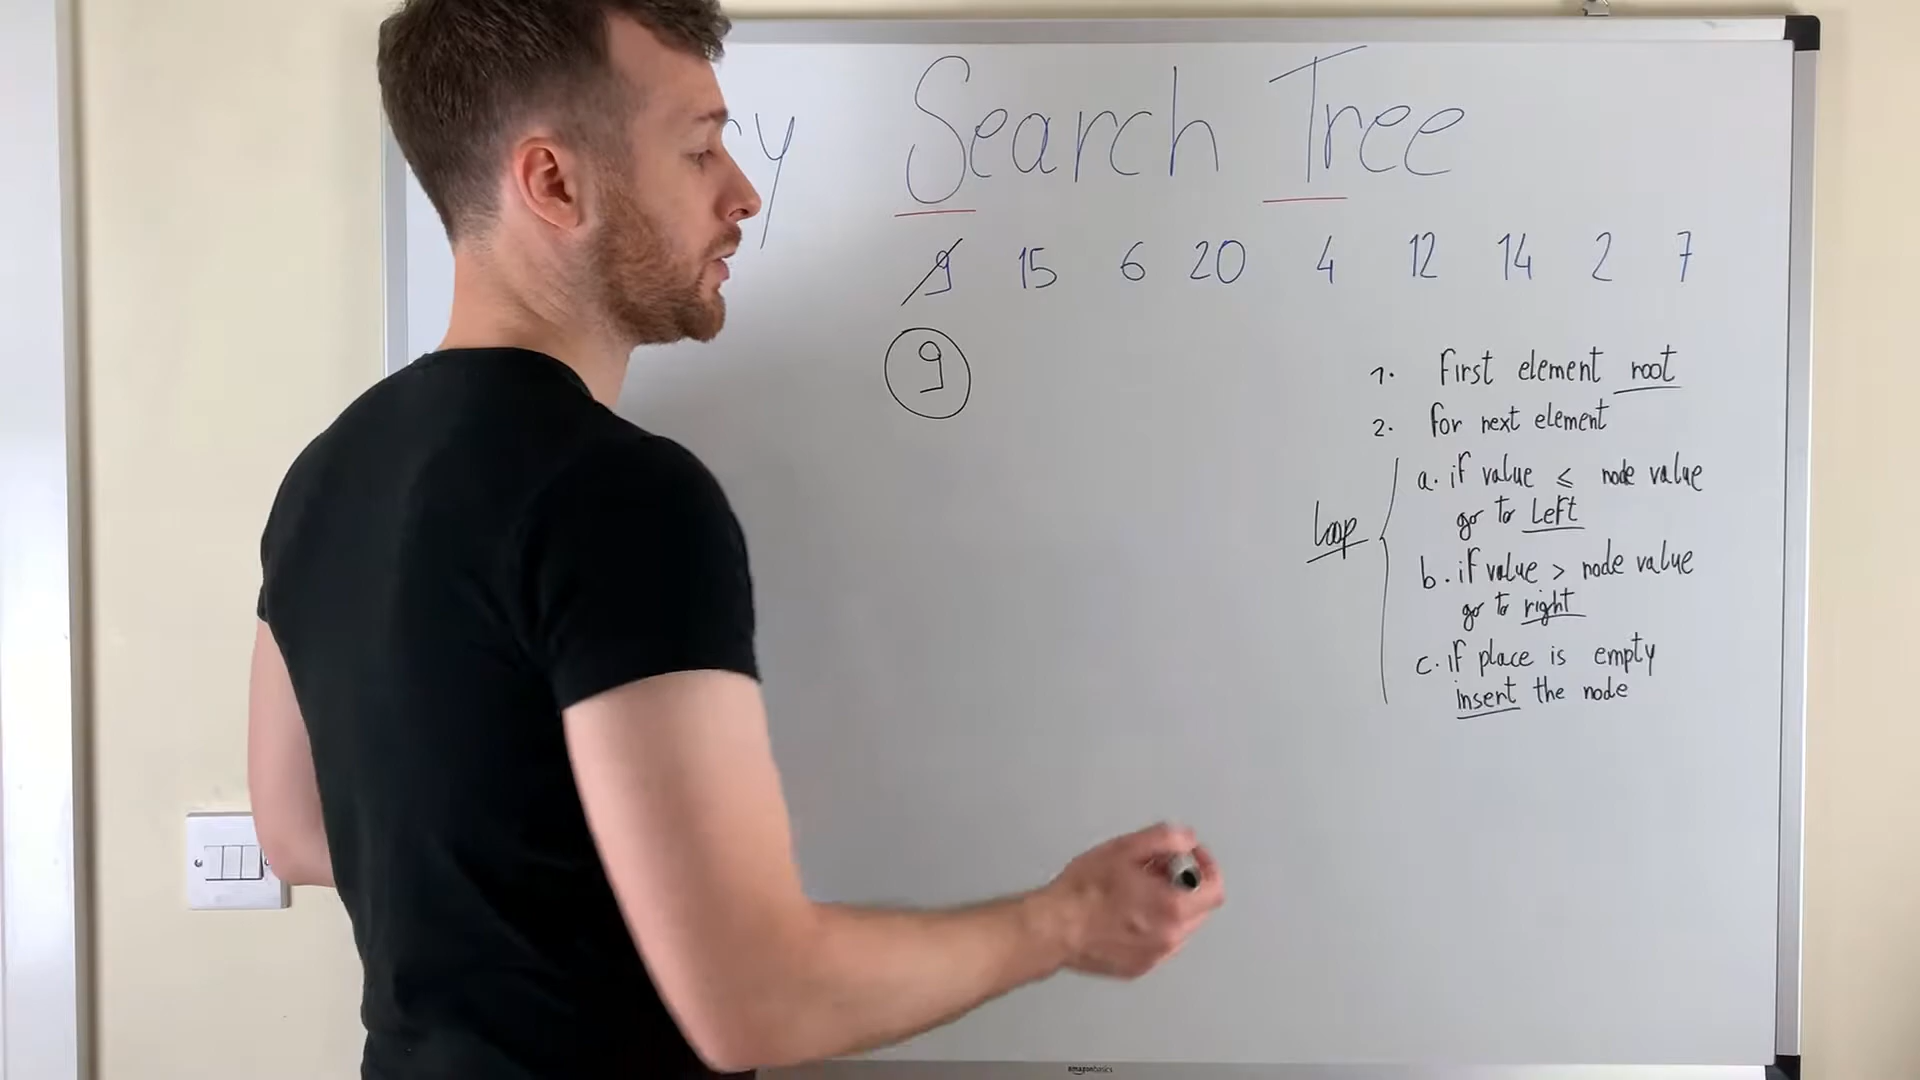 y Search Tree
9 15 6 20 4 12 14 2 7
9
1. First element root
2. For next element
Loop
a. if value ⩽ node value
go to Left
b. if value > node value
go to right
c. if place is empty
insert the node
amazonbasics